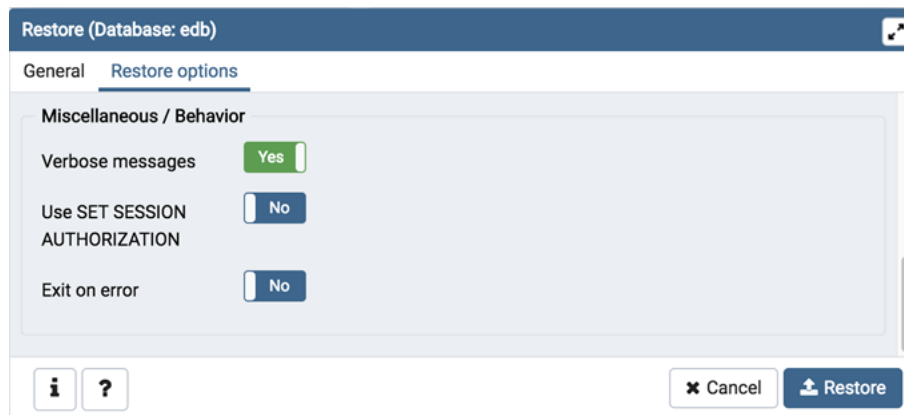 Restore (Database: edb)
General Restore options
Miscellaneous / Behavior
Verbose messages Yes
Use SET SESSION No
AUTHORIZATION
Exit on error No
i ? Cancel Restore